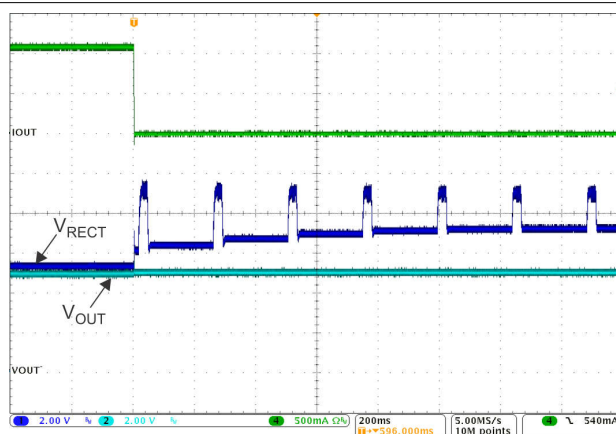 T
IOUT
VRECT
VOUT
VOUT
1 2.00 V 2 2.00 V 4 500mA Ω 200ms 5.00MS/s 4 540mA
T 596.000ms 10M points